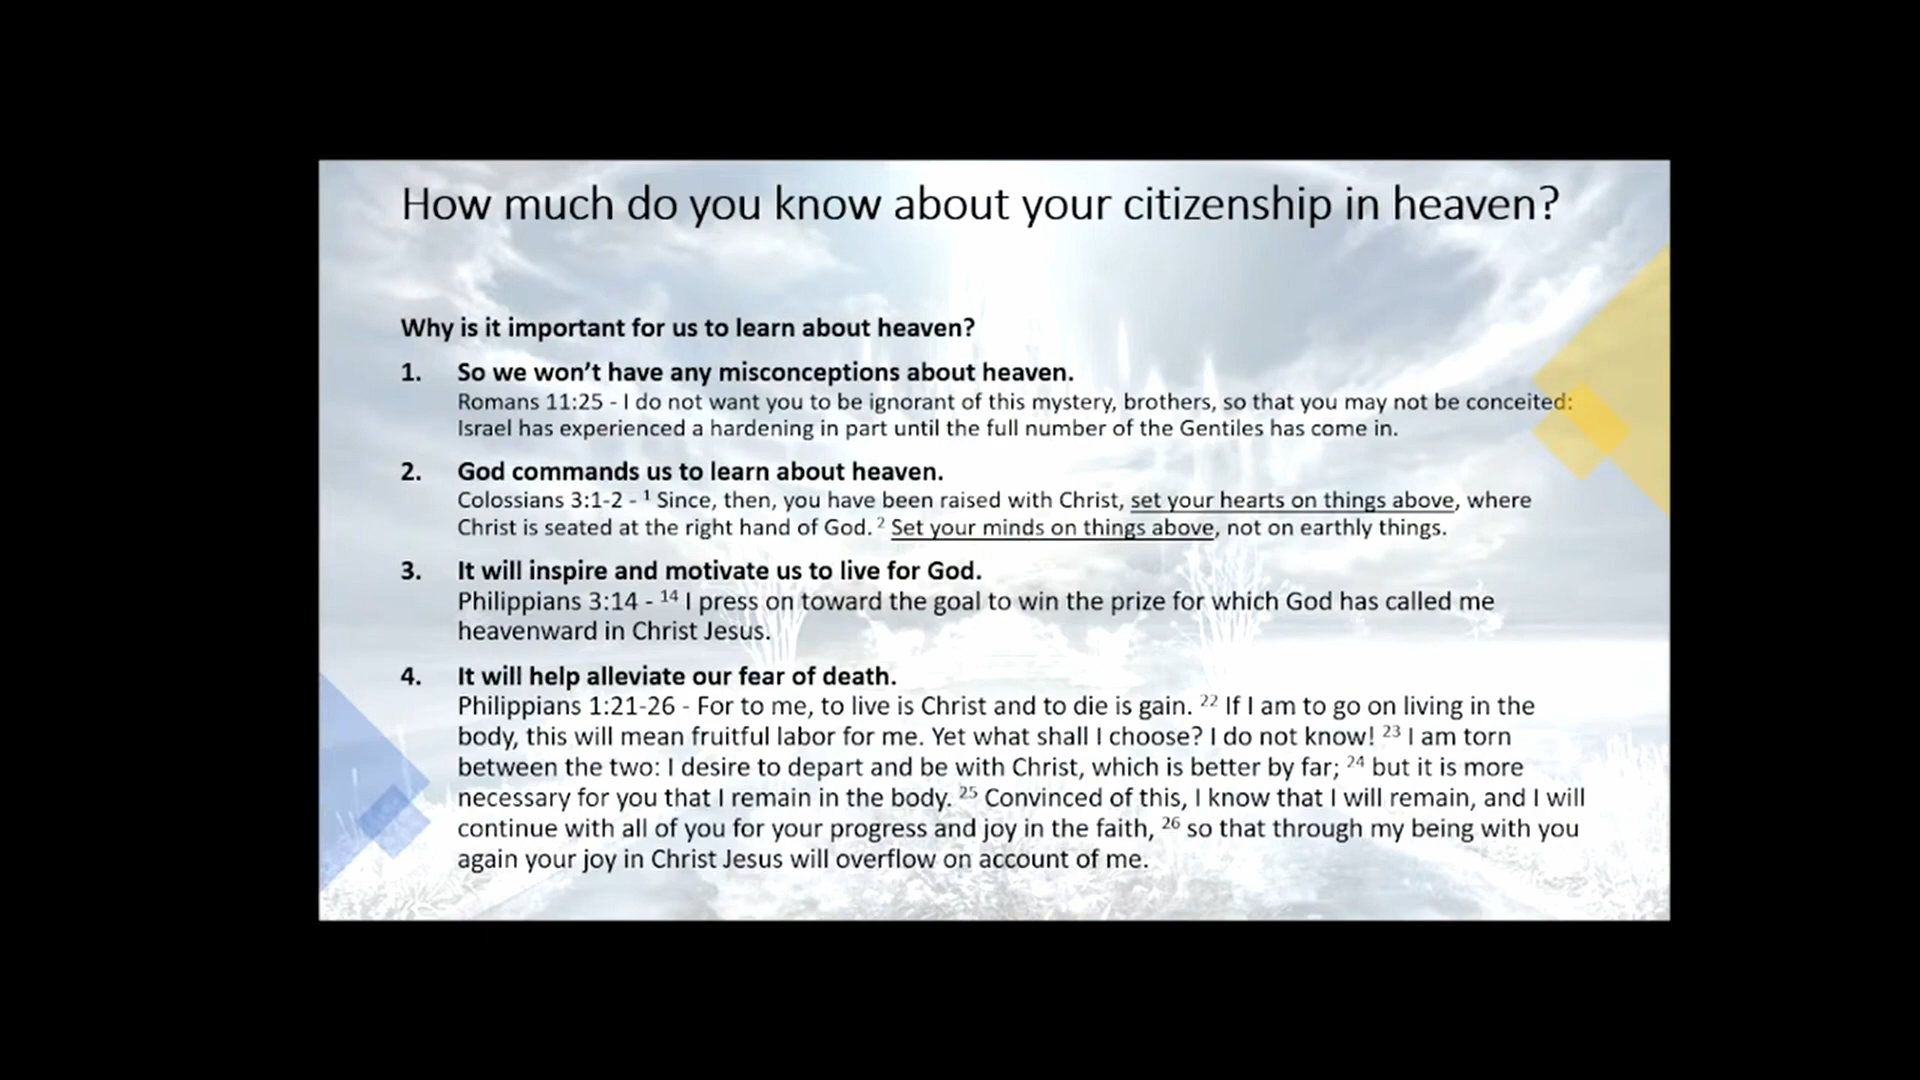 How much do you know about your citizenship in heaven?
Why is it important for us to learn about heaven?
1. So we won’t have any misconceptions about heaven.
Romans 11:25 - I do not want you to be ignorant of this mystery, brothers, so that you may not be conceited:
Israel has experienced a hardening in part until the full number of the Gentiles has come in.
2. God commands us to learn about heaven.
Colossians 3:1-2 - ¹ Since, then, you have been raised with Christ, set your hearts on things above, where
Christ is seated at the right hand of God. ² Set your minds on things above, not on earthly things.
3. It will inspire and motivate us to live for God.
Philippians 3:14 - ¹⁴ I press on toward the goal to win the prize for which God has called me
heavenward in Christ Jesus.
4. It will help alleviate our fear of death.
Philippians 1:21-26 - For to me, to live is Christ and to die is gain. ²² If I am to go on living in the
body, this will mean fruitful labor for me. Yet what shall I choose? I do not know! ²³ I am torn
between the two: I desire to depart and be with Christ, which is better by far; ²⁴ but it is more
necessary for you that I remain in the body. ²⁵ Convinced of this, I know that I will remain, and I will
continue with all of you for your progress and joy in the faith, ²⁶ so that through my being with you
again your joy in Christ Jesus will overflow on account of me.